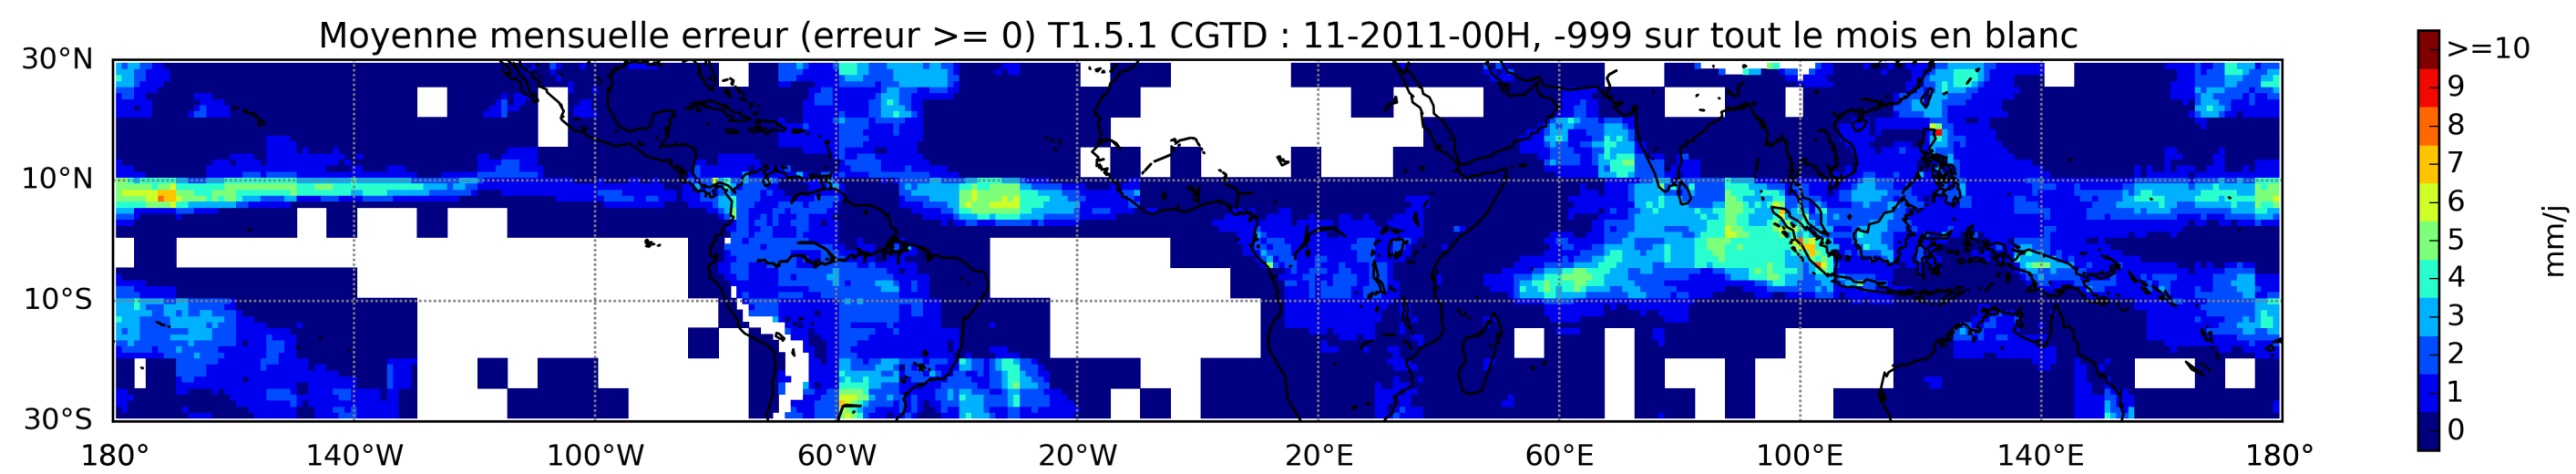 Moyenne mensuelle erreur (erreur >= 0) T1.5.1 CGTD : 11-2011-00H, -999 sur tout le mois en blanc
30°N
10°N
10°S
30°S
180° 140°W 100°W 60°W 20°W 20°E 60°E 100°E 140°E 180°
>=10
9
8
7
6
5
4
3
2
1
0
mm/j